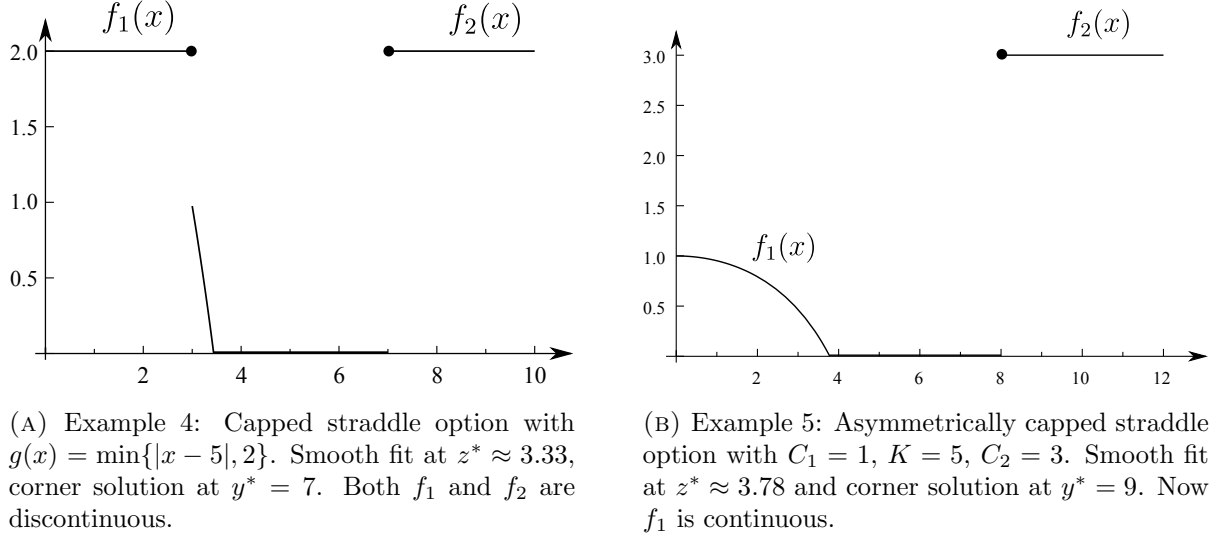 f₁(x) f₂(x)
2.0
1.5
1.0
0.5
2 4 6 8 10
(A) Example 4: Capped straddle option with
g(x) = min{|x − 5|, 2}. Smooth fit at z* ≈ 3.33,
corner solution at y* = 7. Both f₁ and f₂ are
discontinuous.
f₂(x)
3.0
2.5
2.0
1.5
1.0
0.5
f₁(x)
2 4 6 8 10 12
(B) Example 5: Asymmetrically capped straddle
option with C₁ = 1, K = 5, C₂ = 3. Smooth fit
at z* ≈ 3.78 and corner solution at y* = 9. Now
f₁ is continuous.